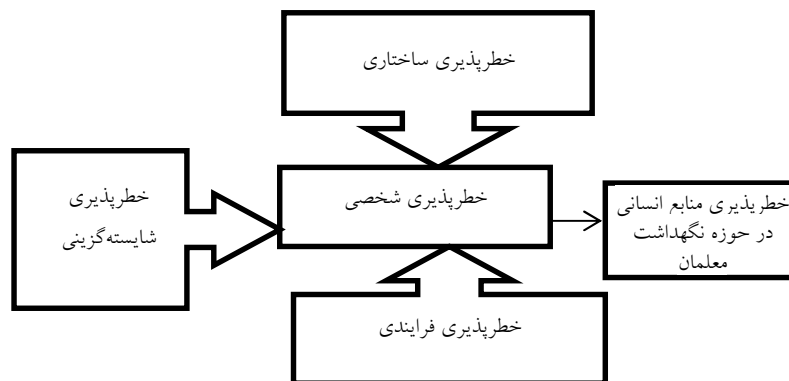 خطرپذیری ساختاری
خطرپذیری
شایسته‌گزینی
خطرپذیری شخصی
خطرپذیری منابع انسانی
در حوزه نگهداشت
معلمان
خطرپذیری فرایندی